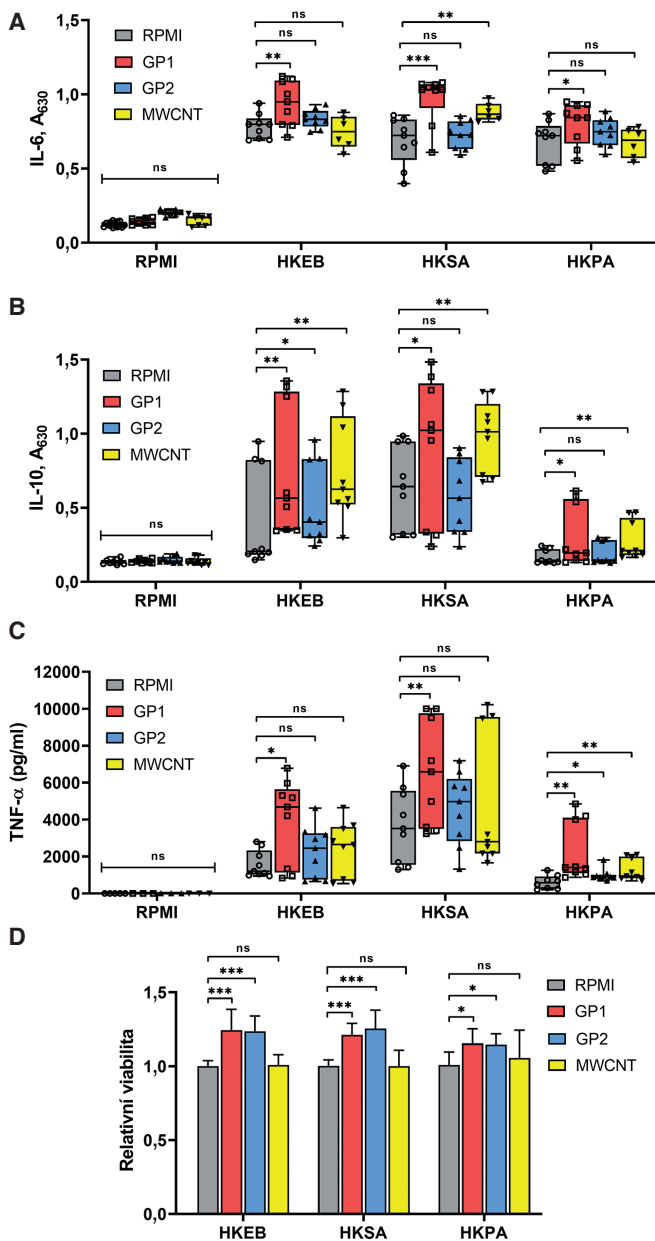 A
IL-6, A630
1,5
1,0
0,5
0,0
RPMI
GP1
GP2
MWCNT
ns
ns
ns
**
**
ns
***
ns
ns
*
RPMI
HKEB
HKSA
HKPA
B
IL-10, A630
1,5
1,0
0,5
0,0
RPMI
GP1
GP2
MWCNT
ns
**
*
**
**
ns
*
**
ns
*
RPMI
HKEB
HKSA
HKPA
C
TNF-α (pg/ml)
12000
10000
8000
6000
4000
2000
0
RPMI
GP1
GP2
MWCNT
ns
ns
ns
*
ns
ns
**
**
*
**
RPMI
HKEB
HKSA
HKPA
D
Relativní viabilita
1,5
1,0
0,5
0,0
ns
***
***
ns
***
***
ns
*
*
RPMI
GP1
GP2
MWCNT
HKEB
HKSA
HKPA